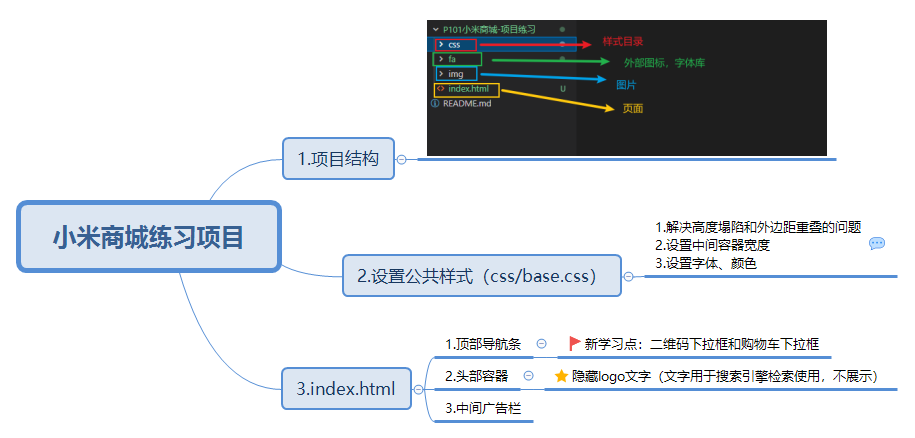 P101小米商城-项目练习
css
样式目录
fa
外部图标，字体库
img
图片
index.html
U
页面
README.md
1.项目结构
小米商城练习项目
2.设置公共样式（css/base.css）
1.解决高度塌陷和外边距重叠的问题
2.设置中间容器宽度
3.设置字体、颜色
3.index.html
1.顶部导航条
新学习点：二维码下拉框和购物车下拉框
2.头部容器
隐藏logo文字（文字用于搜索引擎检索使用，不展示）
3.中间广告栏